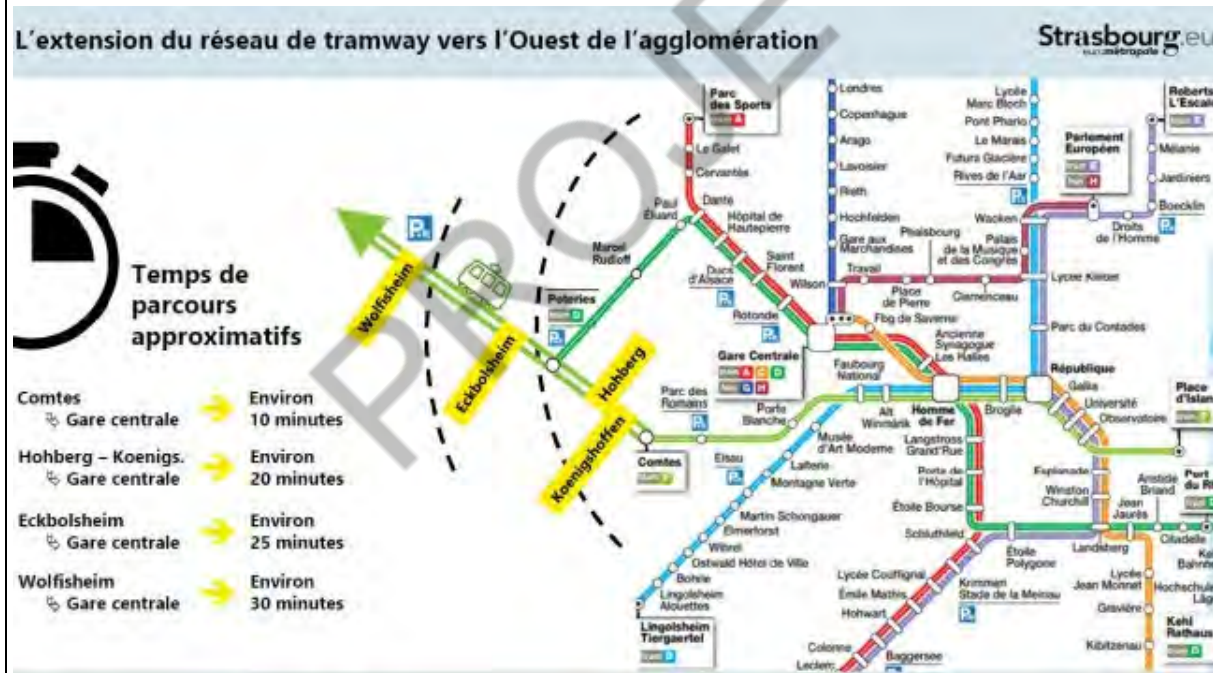 L'extension du réseau de tramway vers l'Ouest de l'agglomération
Strasbourg.eu
eurométropole
PROJE
Temps de
parcours
approximatifs
Comtes
Gare centrale
Environ
10 minutes
Hohberg – Koenigs.
Gare centrale
Environ
20 minutes
Eckbolsheim
Gare centrale
Environ
25 minutes
Wolfisheim
Gare centrale
Environ
30 minutes
P+R
Wolfisheim
Eckbolsheim
Hohberg
Koenigshoffen
Parc
des Sports
A
Le Galet
Cervantès
Dante
Paul
Éluard
Marcel
Rudloff
Poteries
D
Hôpital de
Hautepierre
Ducs
d'Alsace
Saint
Florent
Rotonde
Londres
Copenhague
Arago
Lavoisier
Rieth
Hochfelden
Gare aux
Marchandises
Wilson
Travail
Phalsbourg
Place
de Pierre
Clemenceau
Palais
de la Musique
et des Congrès
Wacken
Lycée
Marc Bloch
Pont Phario
Le Marais
Futura Glacière
Rives de l'Aar
Parlement
Européen
E
H
L'Escale
Mélanie
Jardiniers
Boecklin
Droits
de l'Homme
Lycée Kléber
Parc du Contades
Fbg de Saverne
Ancienne
Synagogue
Les Halles
Gare Centrale
A C D
G H
Faubourg
National
République
Gallia
Université
Observatoire
Place
Parc des
Romains
Porte
Blanche
Alt
Winmärik
Homme
de Fer
Broglie
Comtes
F
Elsau
Musée
d'Art Moderne
Laiterie
Montagne Verte
Martin Schongauer
Elmerforst
Wibrel
Ostwald Hôtel de Ville
Bohrie
Lingolsheim
Alouettes
Lingolsheim
Tiergaertel
B
Langstross
Grand'Rue
Porte de
l'Hôpital
Étoile Bourse
Schluthfeld
Étoile
Polygone
Lycée Couffignal
Émile Mathis
Hohwart
Krimmeri
Stade de la Meinau
Colonne
Leclerc
Baggersee
Esplanade
Winston
Churchill
Landsberg
Jean
Jaurès
Aristide
Briand
Port
Citadelle
Lycée
Jean Monnet
Gravière
Kibitzenau
Kehl
Rathaus
D